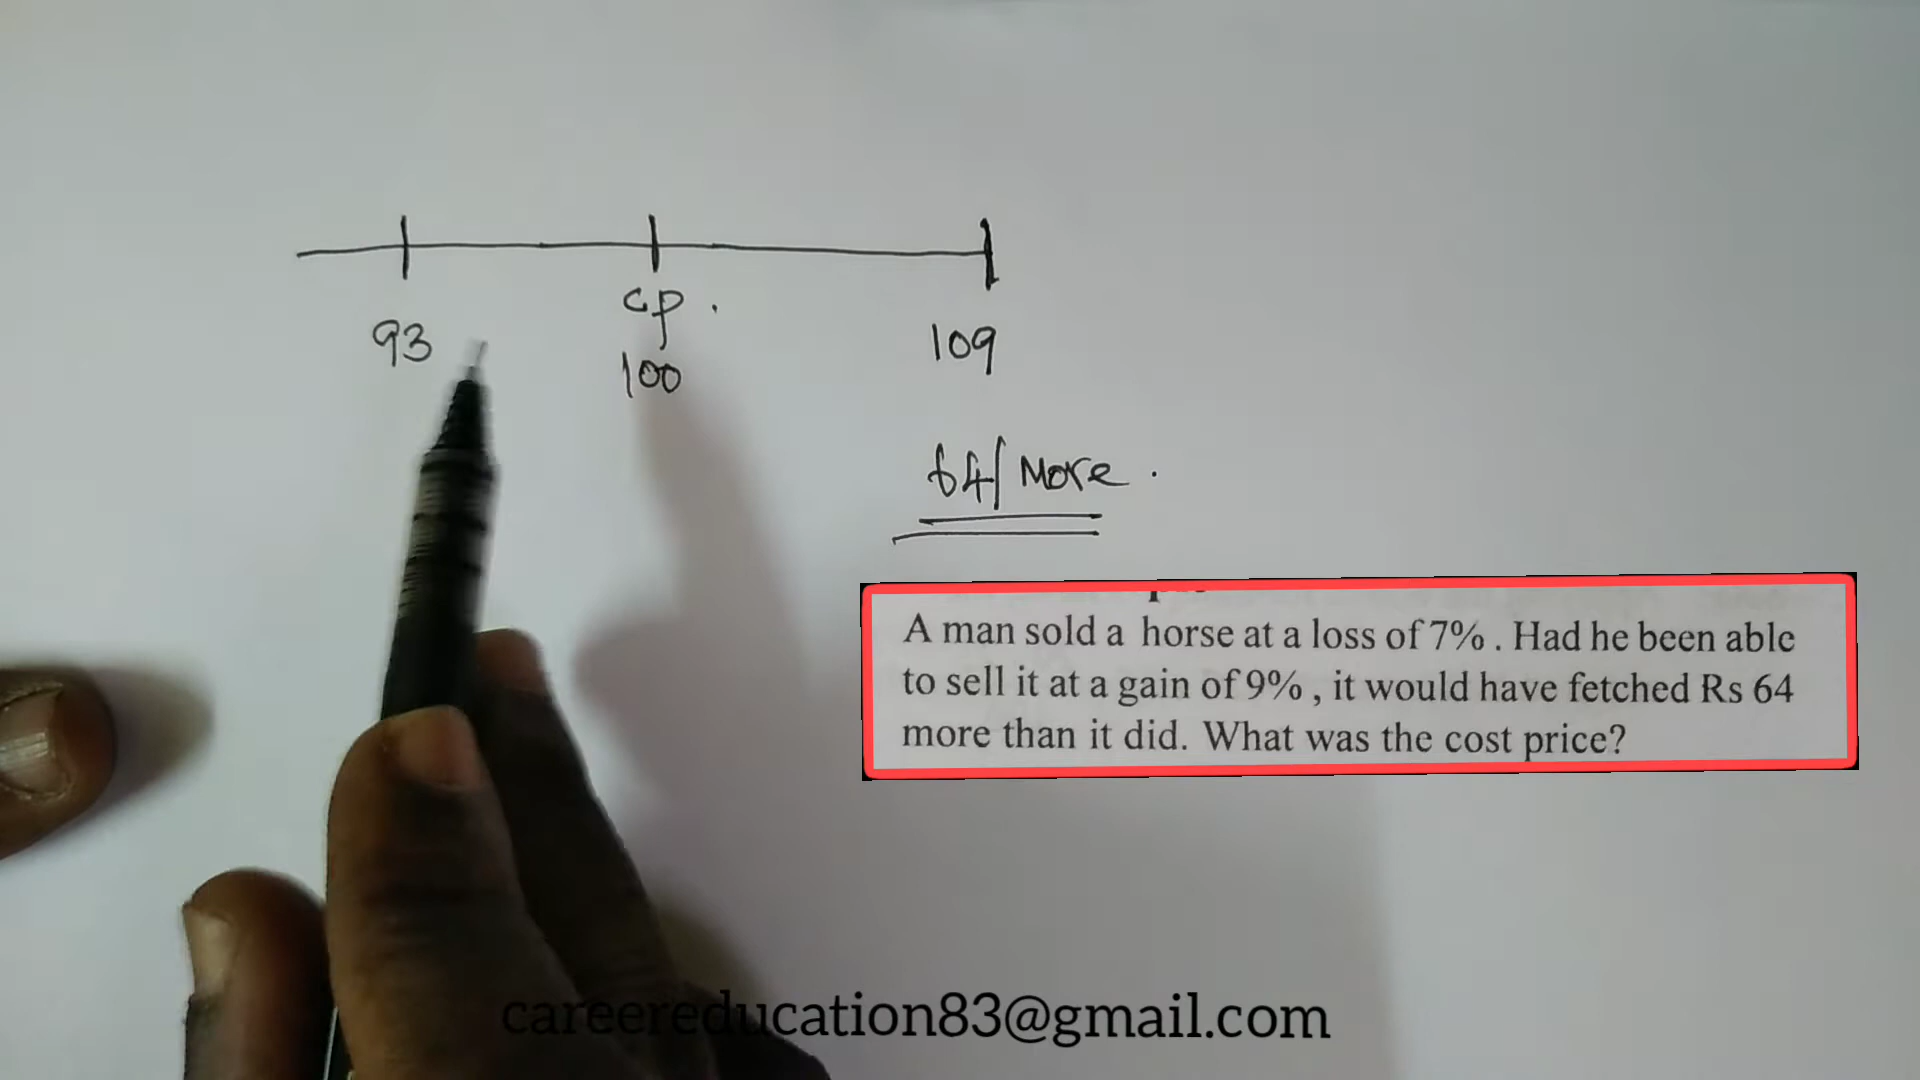 93
cp.
100
109
64/ More.
A man sold a horse at a loss of 7%. Had he been able
to sell it at a gain of 9%, it would have fetched Rs 64
more than it did. What was the cost price?
careereducation83@gmail.com